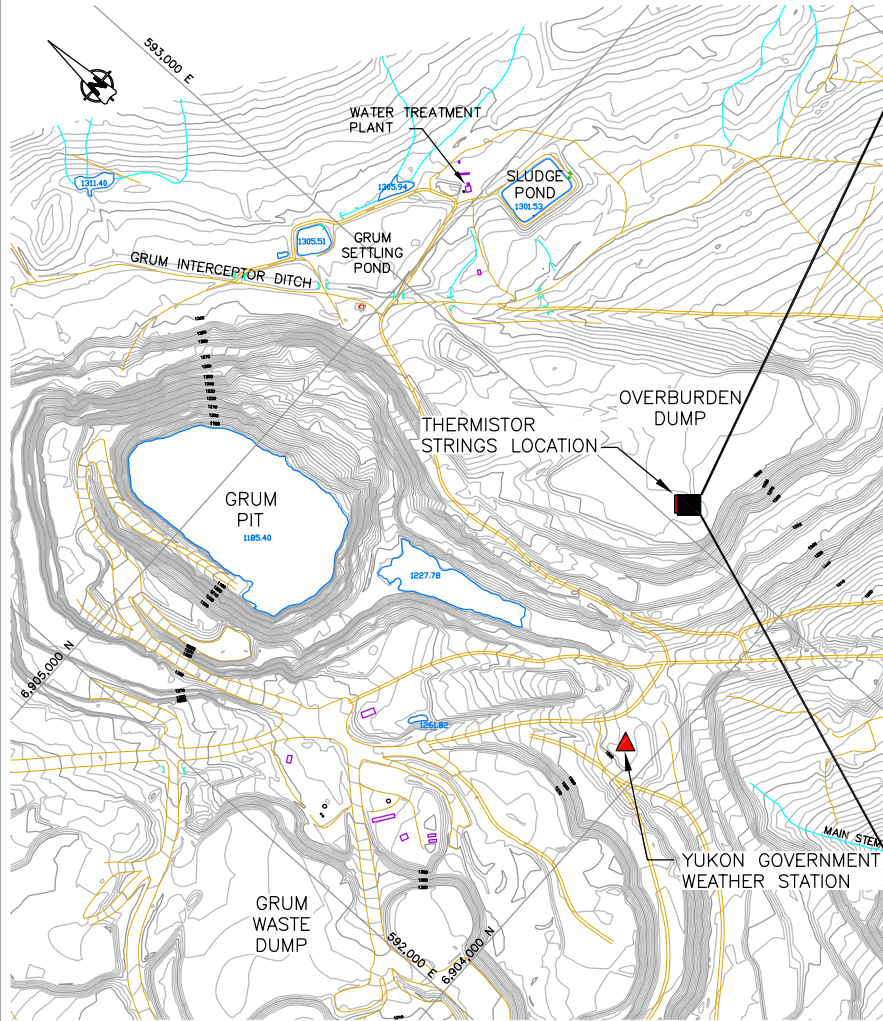 593,000 E
WATER TREATMENT
PLANT
SLUDGE
POND
1301.53
1311.40
1305.94
1305.51
GRUM
SETTLING
POND
GRUM INTERCEPTOR DITCH
OVERBURDEN
DUMP
THERMISTOR
STRINGS LOCATION
GRUM
PIT
1185.40
1227.78
6,905,000 N
1261.82
MAIN STEM
YUKON GOVERNMENT
WEATHER STATION
GRUM
WASTE
DUMP
592,000 E
6,904,000 N